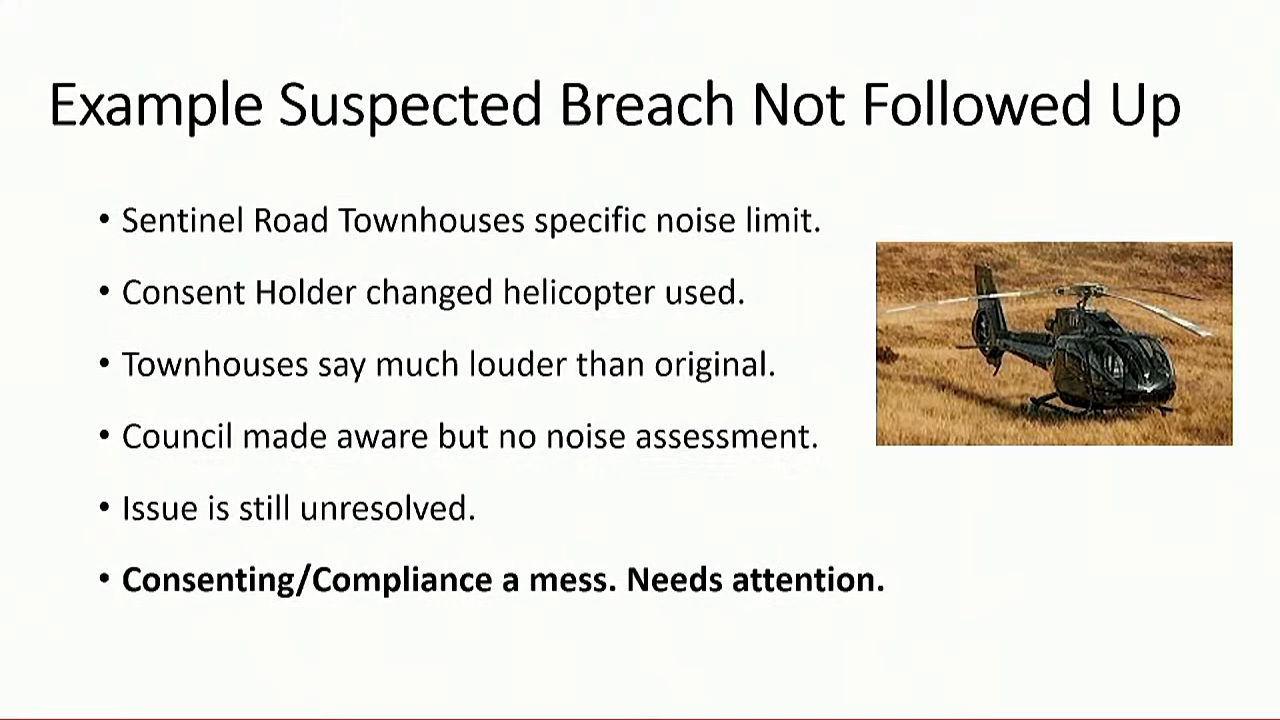 Example Suspected Breach Not Followed Up
• Sentinel Road Townhouses specific noise limit.
• Consent Holder changed helicopter used.
• Townhouses say much louder than original.
• Council made aware but no noise assessment.
• Issue is still unresolved.
• Consenting/Compliance a mess. Needs attention.